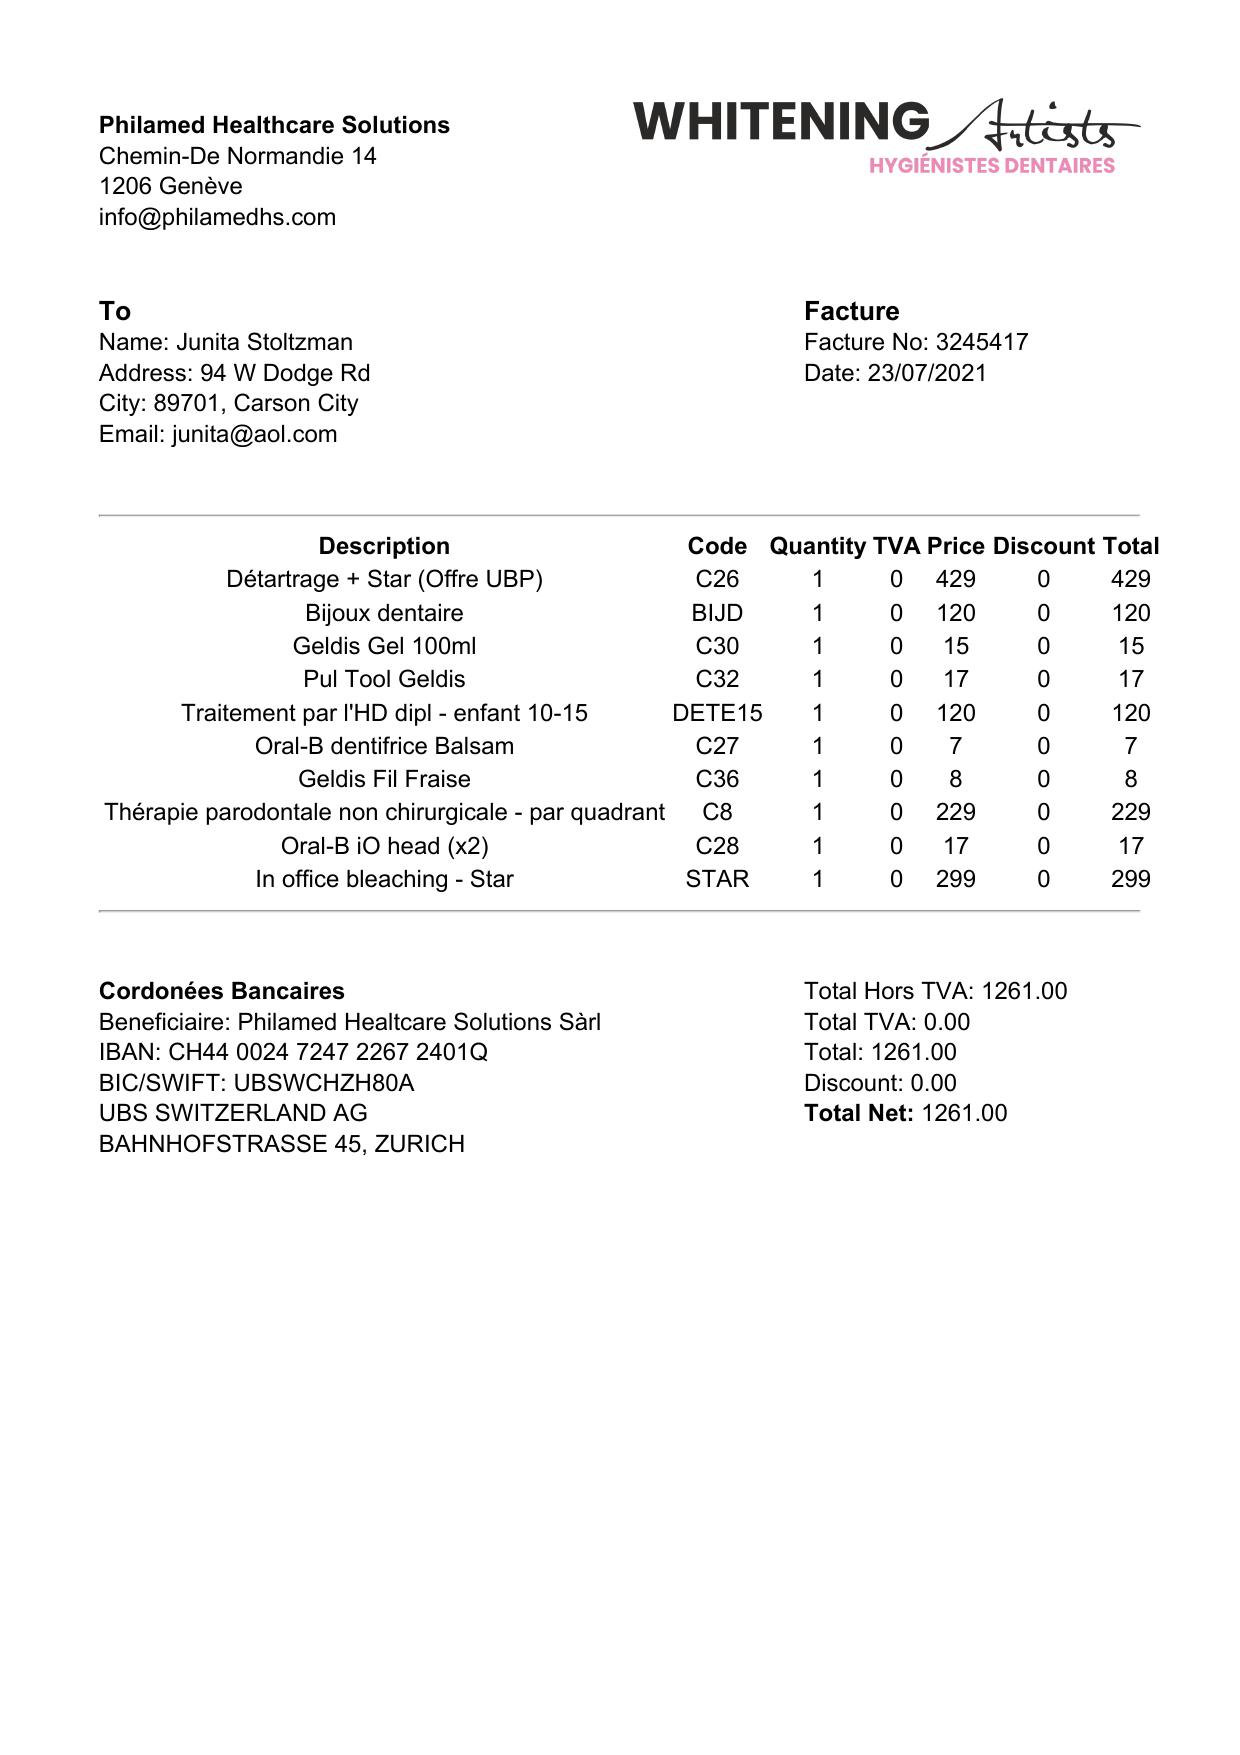 Philamed Healthcare Solutions
Chemin-De Normandie 14
1206 Genève
info@philamedhs.com
WHITENING Artists
HYGIÉNISTES DENTAIRES
To
Name: Junita Stoltzman
Address: 94 W Dodge Rd
City: 89701, Carson City
Email: junita@aol.com
Facture
Facture No: 3245417
Date: 23/07/2021
Description Code Quantity TVA Price Discount Total
Détartrage + Star (Offre UBP) C26 1 0 429 0 429
Bijoux dentaire BIJD 1 0 120 0 120
Geldis Gel 100ml C30 1 0 15 0 15
Pul Tool Geldis C32 1 0 17 0 17
Traitement par l'HD dipl - enfant 10-15 DETE15 1 0 120 0 120
Oral-B dentifrice Balsam C27 1 0 7 0 7
Geldis Fil Fraise C36 1 0 8 0 8
Thérapie parodontale non chirurgicale - par quadrant C8 1 0 229 0 229
Oral-B iO head (x2) C28 1 0 17 0 17
In office bleaching - Star STAR 1 0 299 0 299
Cordonées Bancaires
Beneficiaire: Philamed Healtcare Solutions Sàrl
IBAN: CH44 0024 7247 2267 2401Q
BIC/SWIFT: UBSWCHZH80A
UBS SWITZERLAND AG
BAHNHOFSTRASSE 45, ZURICH
Total Hors TVA: 1261.00
Total TVA: 0.00
Total: 1261.00
Discount: 0.00
Total Net: 1261.00